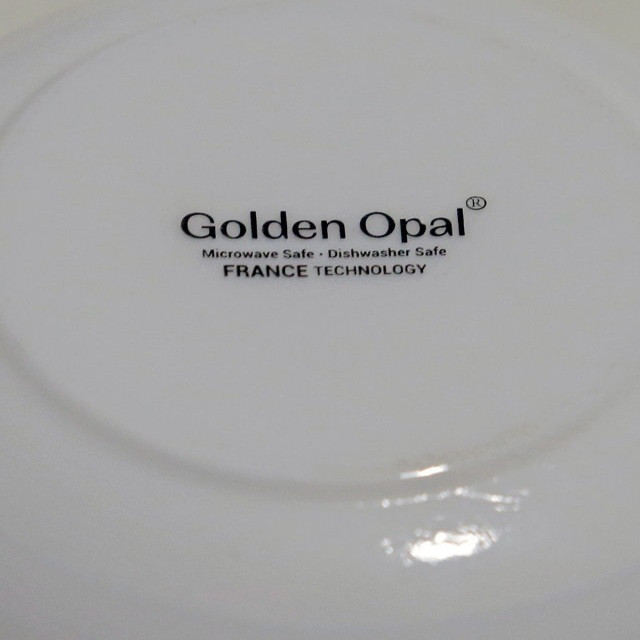 Golden Opal®
Microwave Safe · Dishwasher Safe
FRANCE TECHNOLOGY